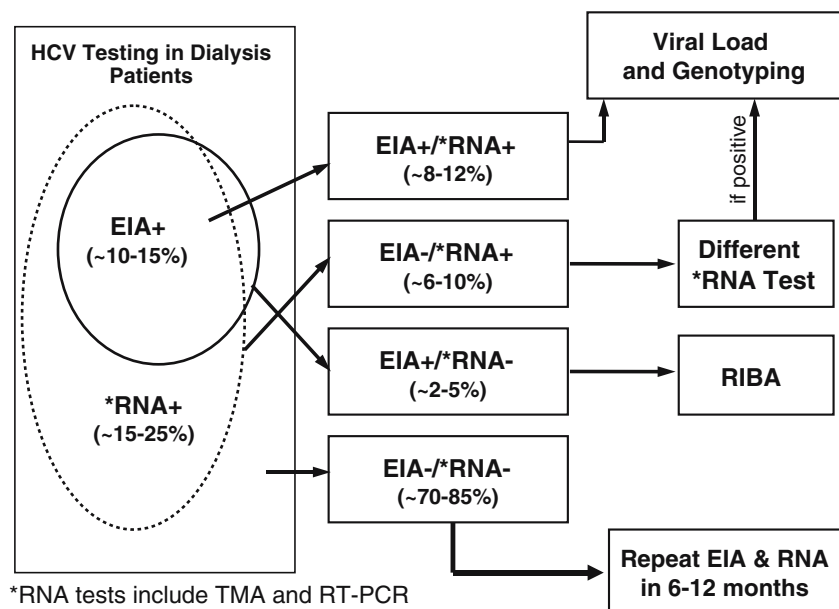 HCV Testing in Dialysis
Patients
EIA+
(~10-15%)
*RNA+
(~15-25%)
EIA+/*RNA+
(~8-12%)
EIA-/*RNA+
(~6-10%)
EIA+/*RNA-
(~2-5%)
EIA-/*RNA-
(~70-85%)
Viral Load
and Genotyping
if positive
Different
*RNA Test
RIBA
Repeat EIA & RNA
in 6-12 months
*RNA tests include TMA and RT-PCR